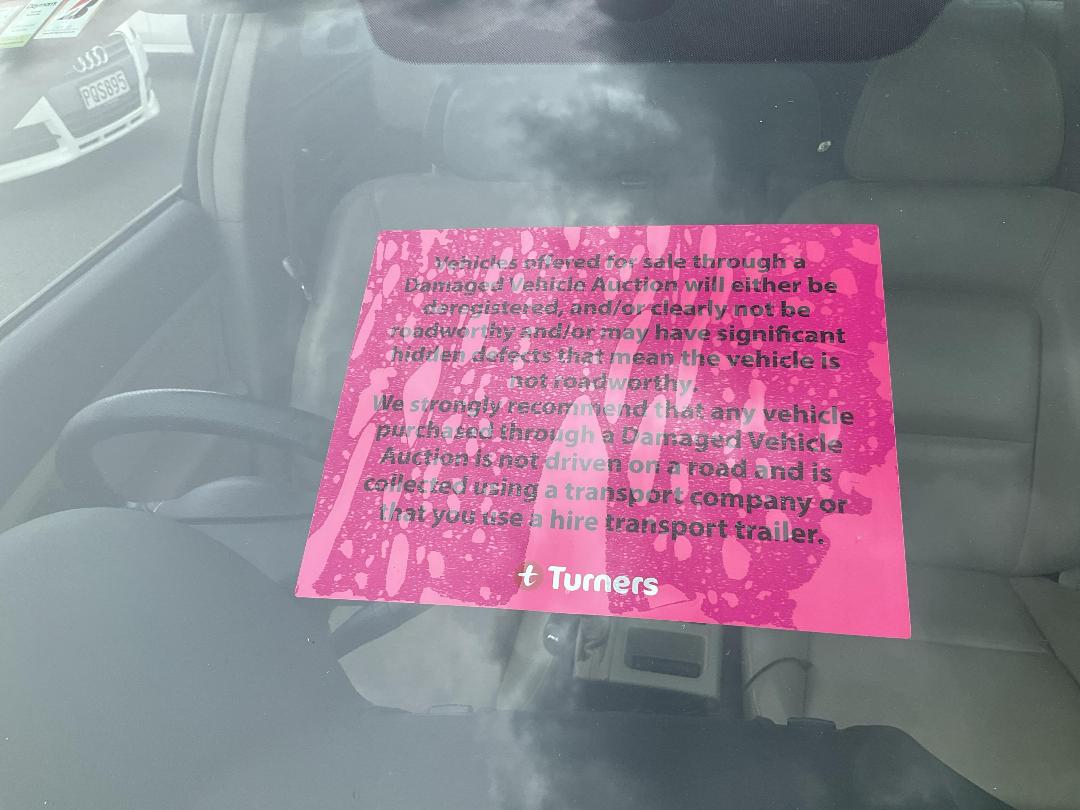 PQS895
Vehicles offered for sale through a
Damaged Vehicle Auction will either be
deregistered, and/or clearly not be
roadworthy and/or may have significant
hidden defects that mean the vehicle is
not roadworthy.
We strongly recommend that any vehicle
purchased through a Damaged Vehicle
Auction is not driven on a road and is
collected using a transport company or
that you use a hire transport trailer.
t Turners